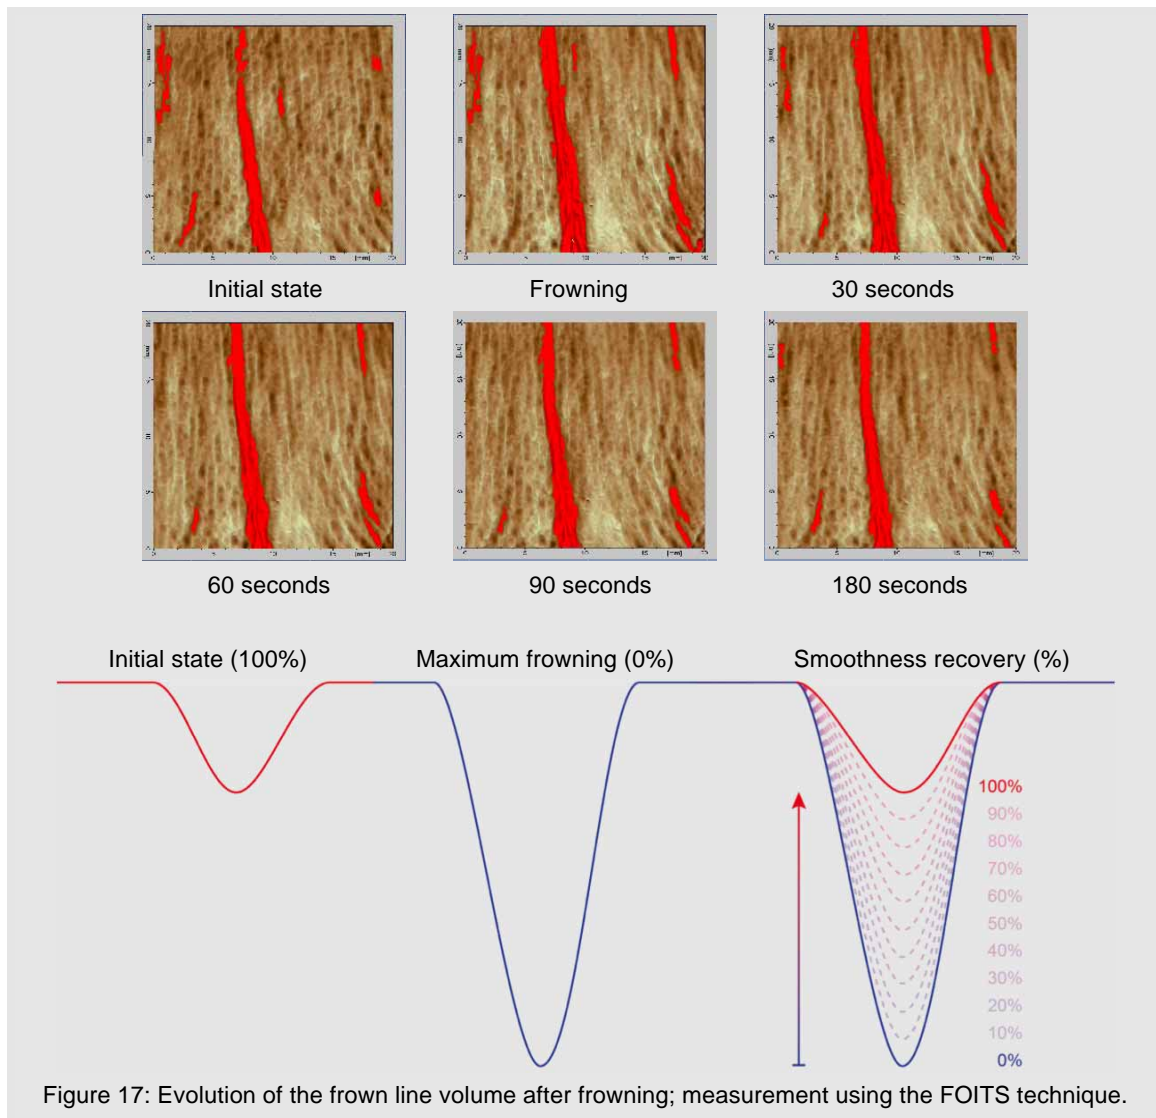 Initial state
Frowning
30 seconds
60 seconds
90 seconds
180 seconds
Initial state (100%)
Maximum frowning (0%)
Smoothness recovery (%)
100%
90%
80%
70%
60%
50%
40%
30%
20%
10%
0%
Figure 17: Evolution of the frown line volume after frowning; measurement using the FOITS technique.